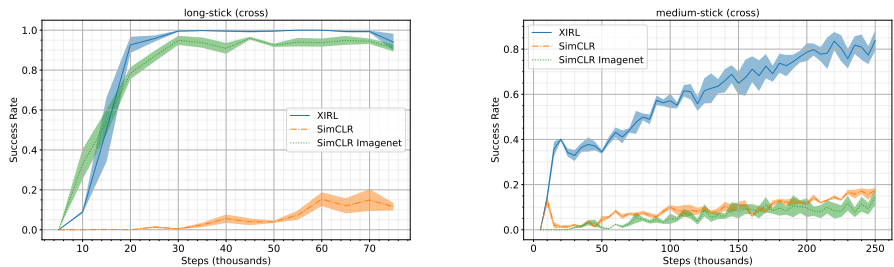 long-stick (cross)
Success Rate
1.0
0.8
0.6
0.4
0.2
0.0
XIRL
SimCLR
SimCLR Imagenet
10 20 30 40 50 60 70
Steps (thousands)
medium-stick (cross)
Success Rate
0.8
0.6
0.4
0.2
0.0
XIRL
SimCLR
SimCLR Imagenet
0 50 100 150 200 250
Steps (thousands)